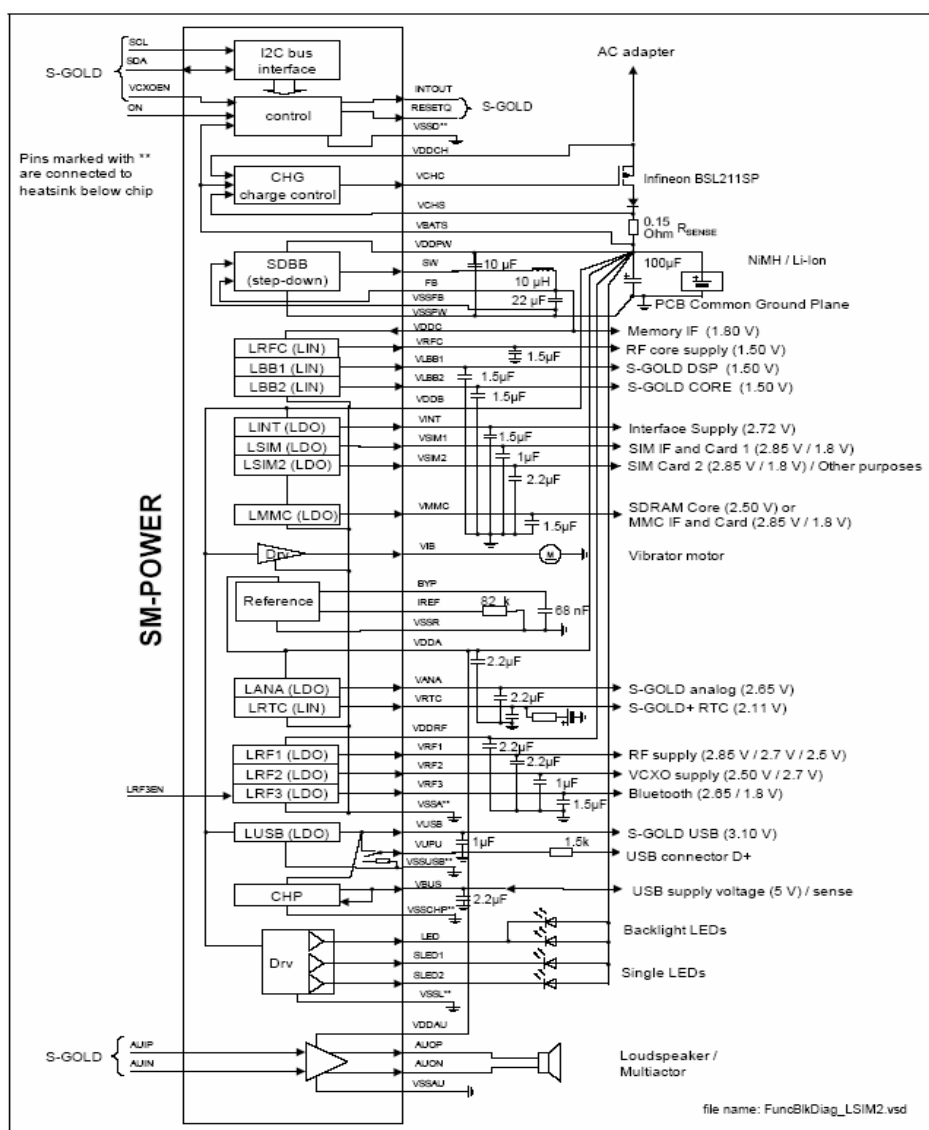 SCL
SDA
S-GOLD
VCXOEN
ON
I2C bus
interface
control
INTOUT
RESETQ
S-GOLD
VSSD**
AC adapter
Pins marked with **
are connected to
heatsink below chip
VDDCH
CHG
charge control
VCHC
Infineon BSL211SP
VCHS
0.15
Ohm RSENSE
VBATS
VDDPW
SDBB
(step-down)
SW
10 µF
10 µH
FB
22 µF
VSSFB
VSSPW
100µF
NiMH / Li-Ion
PCB Common Ground Plane
VDDC
Memory IF (1.80 V)
LRFC (LIN)
VRFC
1.5µF
RF core supply (1.50 V)
LBB1 (LIN)
VLBB1
1.5µF
S-GOLD DSP (1.50 V)
LBB2 (LIN)
VLBB2
1.5µF
S-GOLD CORE (1.50 V)
VDDB
LINT (LDO)
VINT
1.5µF
Interface Supply (2.72 V)
LSIM (LDO)
VSIM1
1µF
SIM IF and Card 1 (2.85 V / 1.8 V)
LSIM2 (LDO)
VSIM2
2.2µF
SIM Card 2 (2.85 V / 1.8 V) / Other purposes
LMMC (LDO)
VMMC
1.5µF
SDRAM Core (2.50 V) or
MMC IF and Card (2.85 V / 1.8 V)
Drv
VIB
M
Vibrator motor
SM-POWER
Reference
BYP
IREF
82 k
68 nF
VSSR
VDDA
2.2µF
LANA (LDO)
VANA
2.2µF
S-GOLD analog (2.65 V)
LRTC (LIN)
VRTC
S-GOLD+ RTC (2.11 V)
VDDRF
2.2µF
LRF1 (LDO)
VRF1
2.2µF
RF supply (2.85 V / 2.7 V / 2.5 V)
LRF2 (LDO)
VRF2
1µF
VCXO supply (2.50 V / 2.7 V)
LRF3EN
LRF3 (LDO)
VRF3
1.5µF
Bluetooth (2.65 / 1.8 V)
VSSA**
LUSB (LDO)
VUSB
1µF
S-GOLD USB (3.10 V)
VUPU
1.5k
USB connector D+
VSSUSB**
CHP
VBUS
2.2µF
USB supply voltage (5 V) / sense
VSSCHP**
Drv
LED
Backlight LEDs
SLED1
Single LEDs
SLED2
VSSL**
VDDAU
S-GOLD
AUIP
AUIN
AUOP
AUON
VSSAU
Loudspeaker /
Multiactor
file name: FuncBlkDiag_LSIM2.vsd